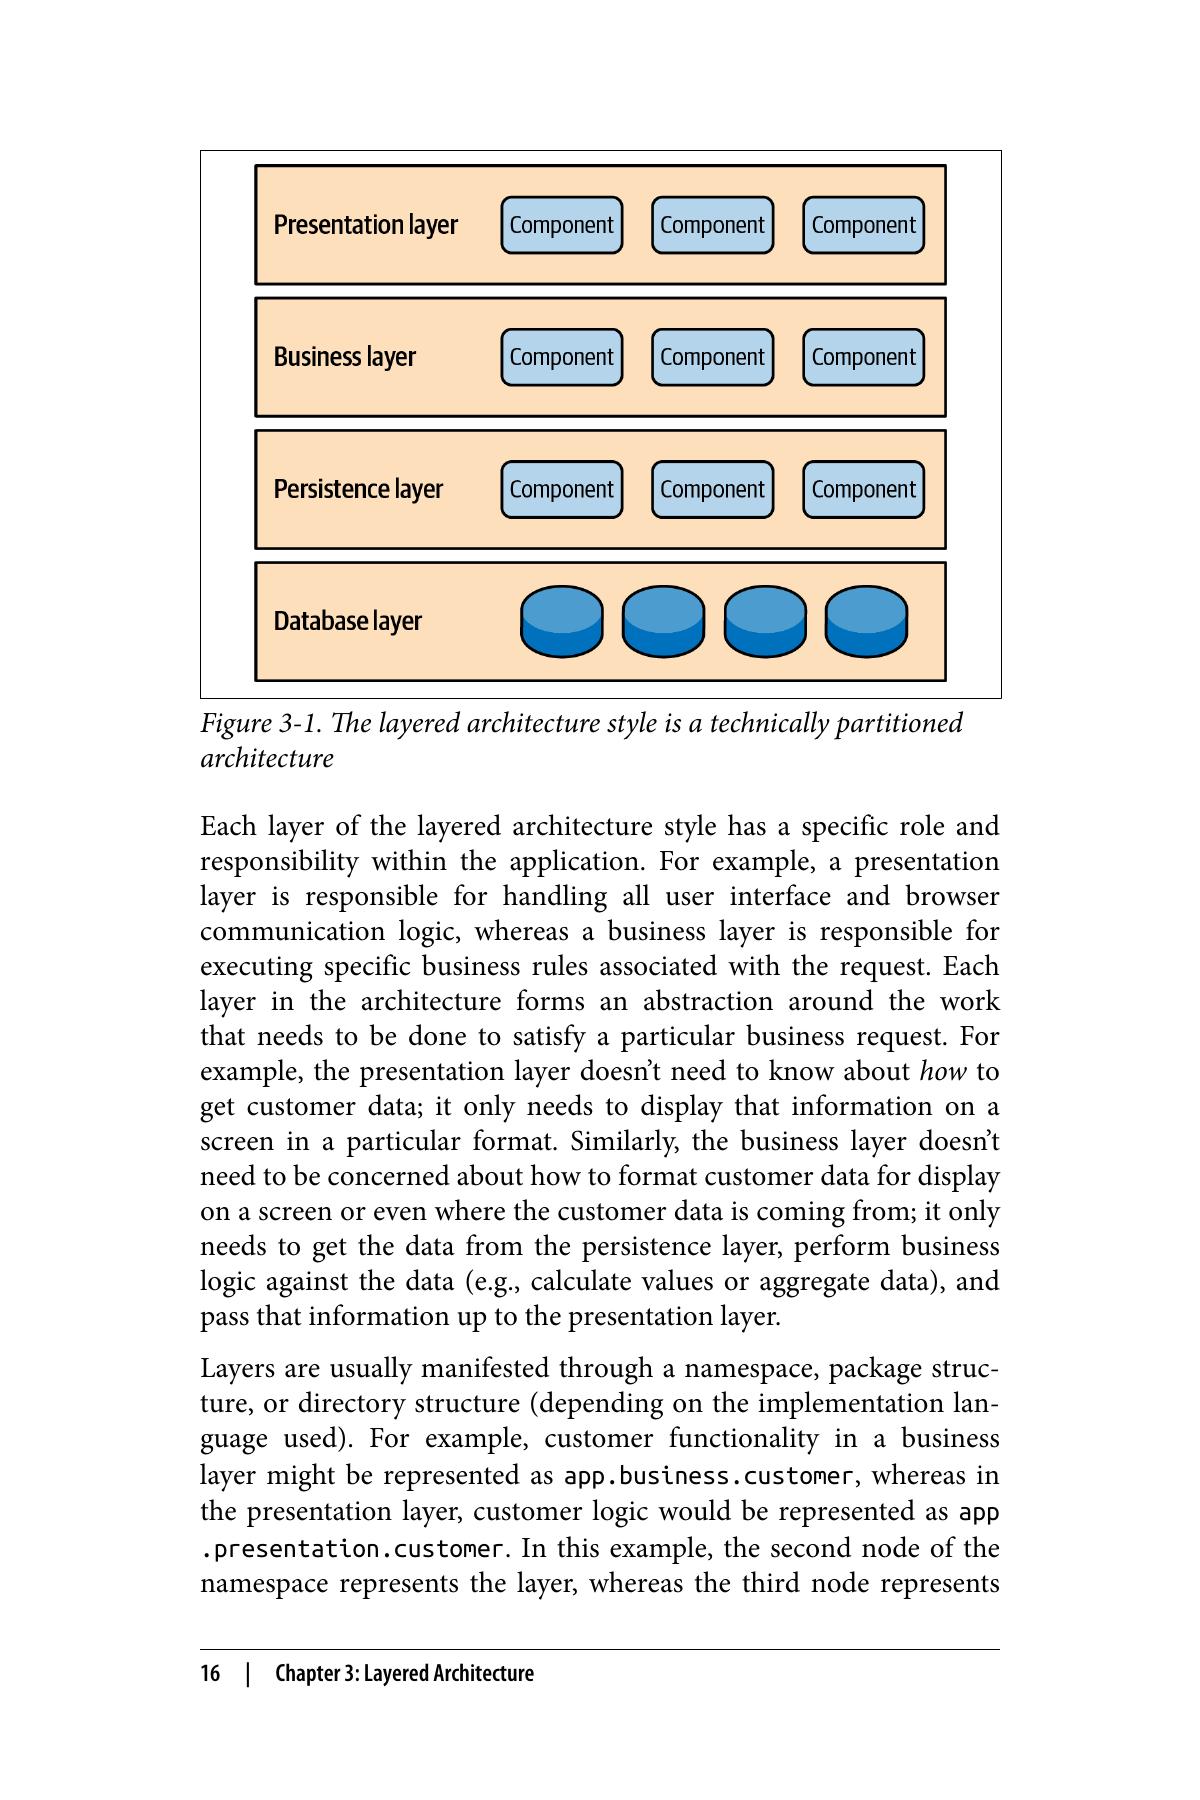 Presentation layer Component Component Component
Business layer Component Component Component
Persistence layer Component Component Component
Database layer
Figure 3-1. The layered architecture style is a technically partitioned
architecture
Each layer of the layered architecture style has a specific role and
responsibility within the application. For example, a presentation
layer is responsible for handling all user interface and browser
communication logic, whereas a business layer is responsible for
executing specific business rules associated with the request. Each
layer in the architecture forms an abstraction around the work
that needs to be done to satisfy a particular business request. For
example, the presentation layer doesn’t need to know about how to
get customer data; it only needs to display that information on a
screen in a particular format. Similarly, the business layer doesn’t
need to be concerned about how to format customer data for display
on a screen or even where the customer data is coming from; it only
needs to get the data from the persistence layer, perform business
logic against the data (e.g., calculate values or aggregate data), and
pass that information up to the presentation layer.
Layers are usually manifested through a namespace, package struc-
ture, or directory structure (depending on the implementation lan-
guage used). For example, customer functionality in a business
layer might be represented as app.business.customer, whereas in
the presentation layer, customer logic would be represented as app
.presentation.customer. In this example, the second node of the
namespace represents the layer, whereas the third node represents
16 | Chapter 3: Layered Architecture